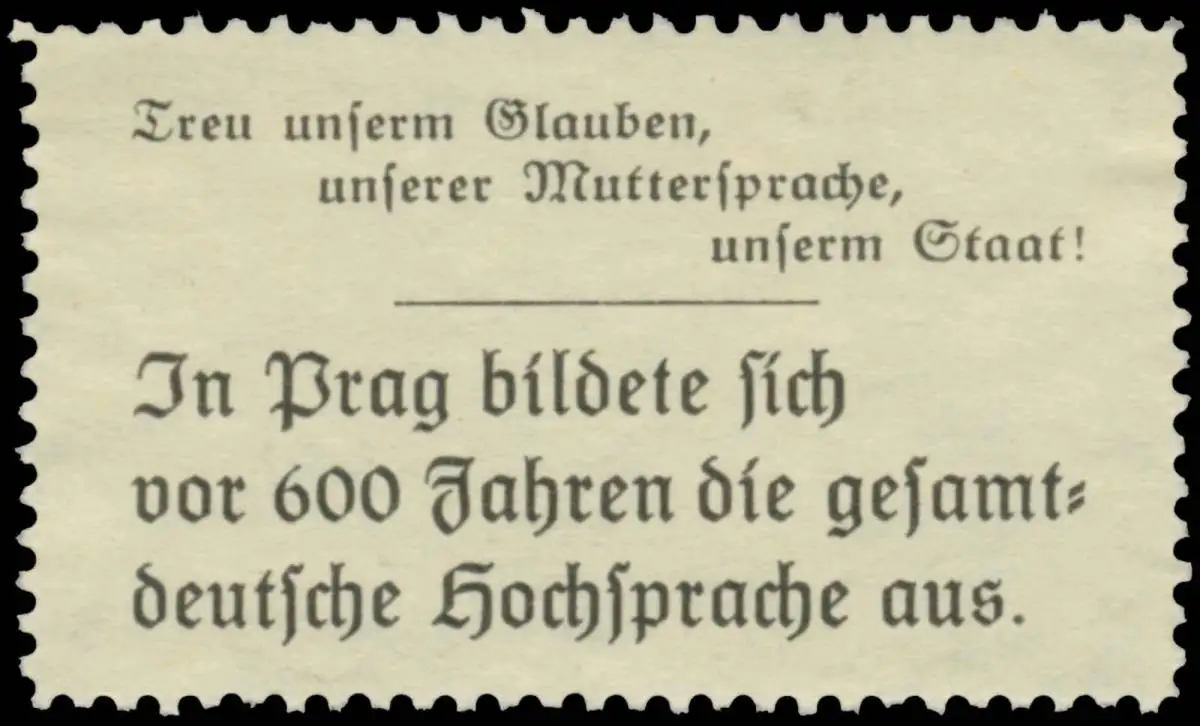 Treu unſerm Glauben,
unſerer Mutterſprache,
unſerm Staat!
In Prag bildete ſich
vor 600 Jahren die geſamt⸗
deutſche Hochſprache aus.